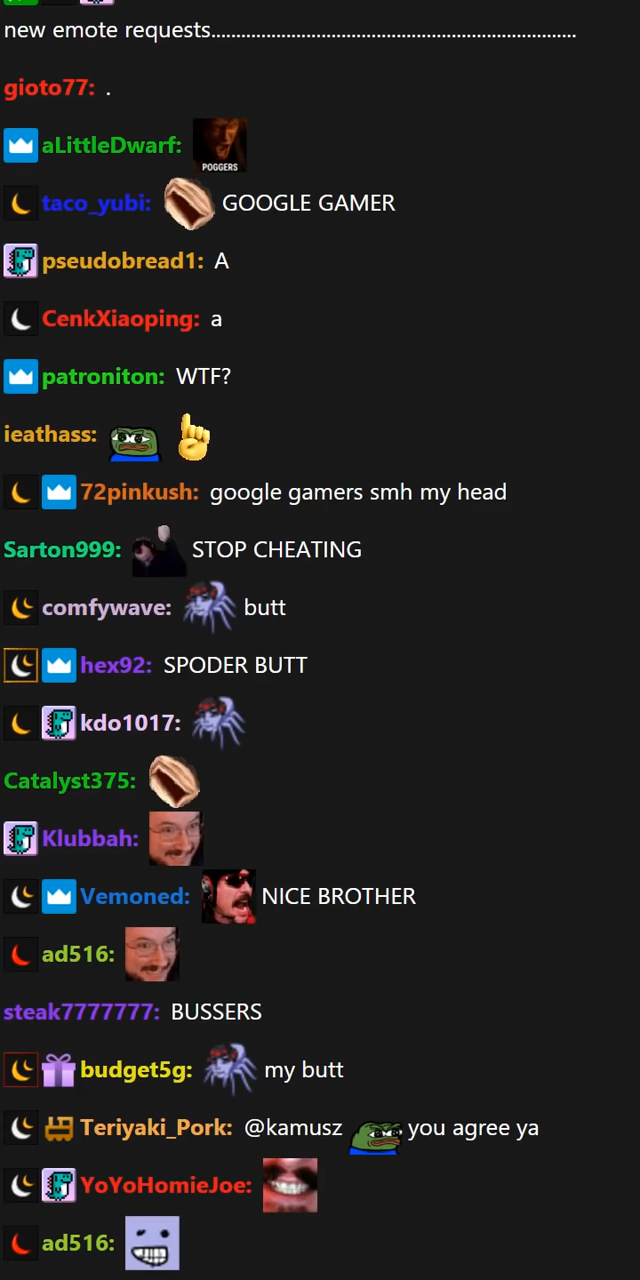 new emote requests..........................................................................
gioto77: .
aLittleDwarf: POGGERS
taco_yubi: GOOGLE GAMER
pseudobread1: A
CenkXiaoping: a
patroniton: WTF?
ieathass:
72pinkush: google gamers smh my head
Sarton999: STOP CHEATING
comfywave: butt
hex92: SPODER BUTT
kdo1017:
Catalyst375:
Klubbah:
Vemoned: NICE BROTHER
ad516:
steak7777777: BUSSERS
budget5g: my butt
Teriyaki_Pork: @kamusz you agree ya
YoYoHomieJoe:
ad516: